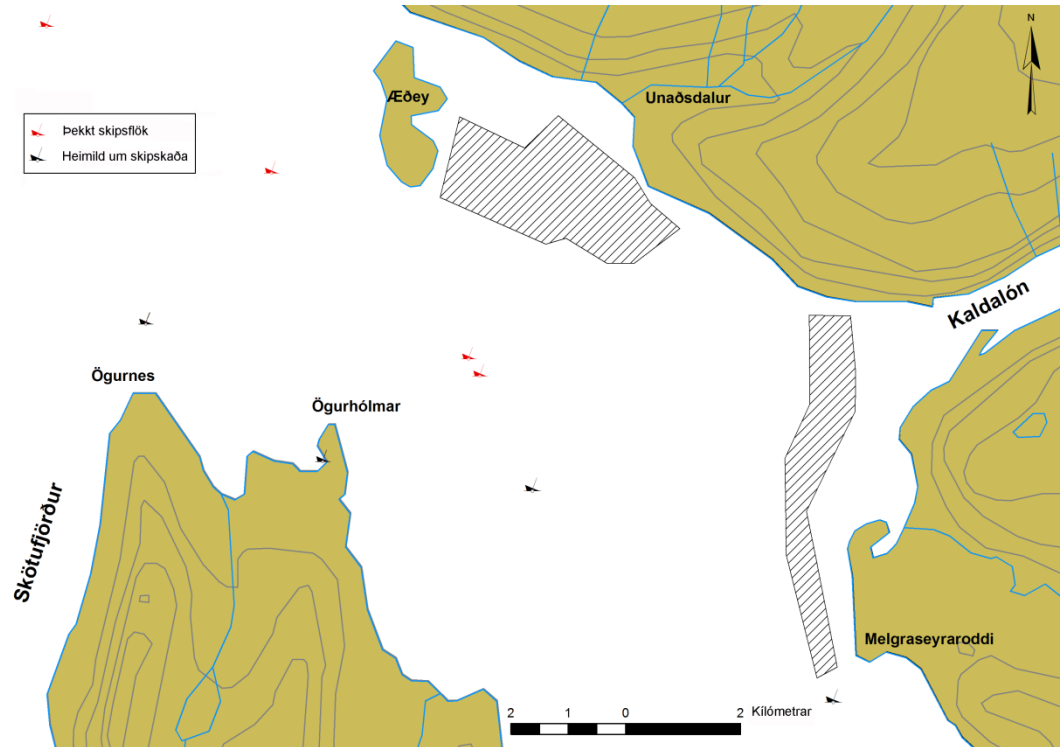 N
Æðey
Unaðsdalur
Þekkt skipsflök
Heimild um skipskaða
Kaldalón
Ögurnes
Ögurhólmar
Skötufjörður
Melgraseyraroddi
2 1 0 2 Kílómetrar